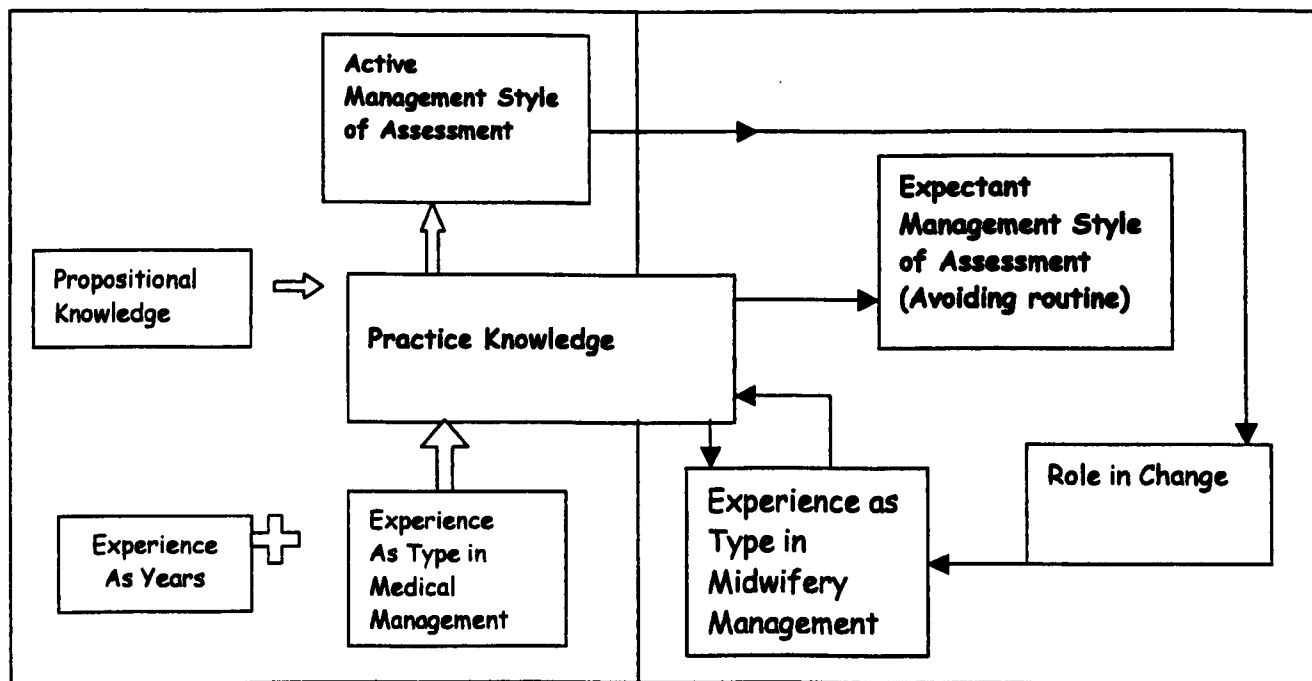 Active
Management Style
of Assessment
Expectant
Management Style
of Assessment
(Avoiding routine)
Propositional
Knowledge
Practice Knowledge
Role in Change
Experience
As Years
Experience
As Type in
Medical
Management
Experience as
Type in
Midwifery
Management